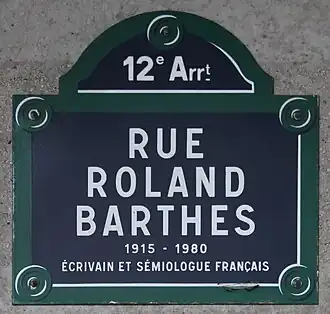 12e Arrt
RUE
ROLAND
BARTHES
1915 - 1980
ÉCRIVAIN ET SÉMIOLOGUE FRANÇAIS